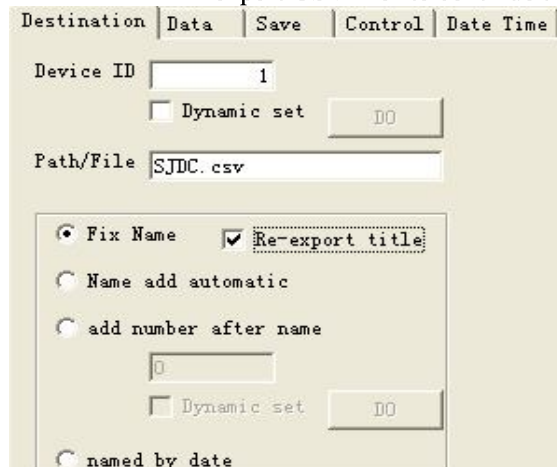 Destination Data Save Control Date Time
Device ID 1
Dynamic set DO
Path/File SJDC.csv
Fix Name Re-export title
Name add automatic
add number after name
0
Dynamic set DO
named by date